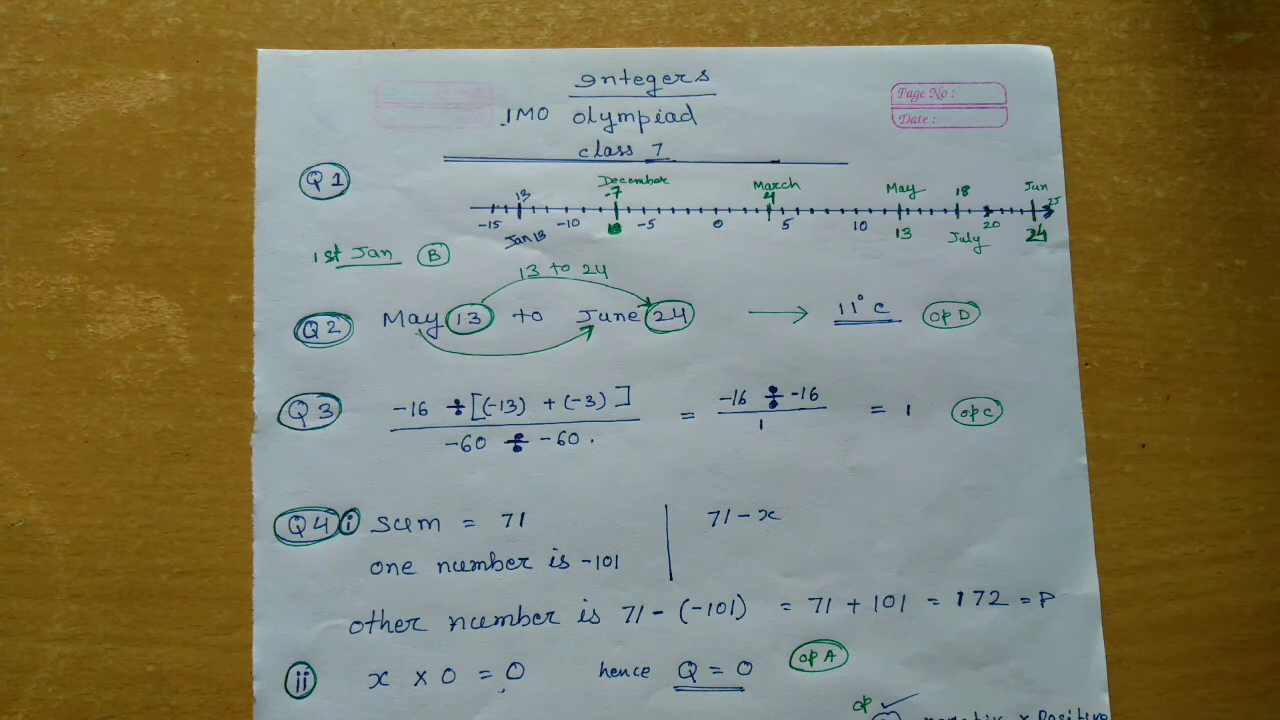 Integers
IMO Olympiad
class 7
Page No :
Date :
Q1
13 December -7 March 4 May 18 Jun 25
-15 -10 -5 0 5 10 13 20 24
Jan 13 July
1st Jan B
13 to 24
Q2 May 13 to June 24 → 11°c op D
Q3 -16 ÷ [(-13) + (-3)] / -60 ÷ -60. = -16 ÷ -16 / 1 = 1 op C
Q4 i sum = 71 | 71 - x
one number is -101
other number is 71 - (-101) = 71 + 101 = 172 = P
ii x × 0 = 0 hence Q = 0 op A
op ✓